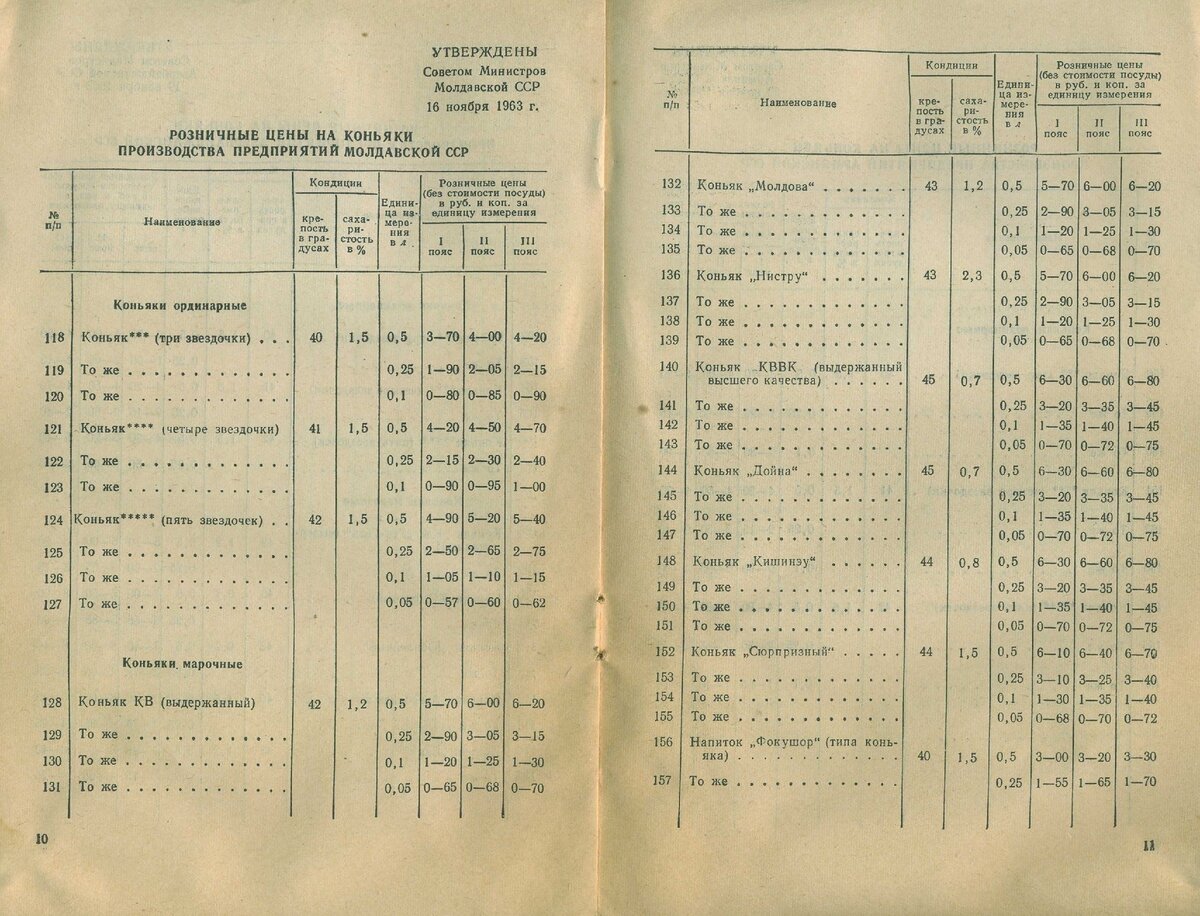 УТВЕРЖДЕНЫ
Советом Министров
Молдавской ССР
16 ноября 1963 г.
РОЗНИЧНЫЕ ЦЕНЫ НА КОНЬЯКИ
ПРОИЗВОДСТВА ПРЕДПРИЯТИЙ МОЛДАВСКОЙ ССР
№ п/п | Наименование | Кондиции: крепость в градусах | сахаристость в % | Единица измерения в л | Розничные цены (без стоимости посуды) в руб. и коп. за единицу измерения: I пояс | II пояс | III пояс
Коньяки ординарные
118 Коньяк*** (три звездочки) . . . 40 1,5 0,5 3—70 4—00 4—20
119 То же . . . . . . . . . . . . 0,25 1—90 2—05 2—15
120 То же . . . . . . . . . . . . 0,1 0—80 0—85 0—90
121 Коньяк**** (четыре звездочки) 41 1,5 0,5 4—20 4—50 4—70
122 То же . . . . . . . . . . . . 0,25 2—15 2—30 2—40
123 То же . . . . . . . . . . . . 0,1 0—90 0—95 1—00
124 Коньяк***** (пять звездочек) . . 42 1,5 0,5 4—90 5—20 5—40
125 То же . . . . . . . . . . . . 0,25 2—50 2—65 2—75
126 То же . . . . . . . . . . . . 0,1 1—05 1—10 1—15
127 То же . . . . . . . . . . . . 0,05 0—57 0—60 0—62
Коньяки марочные
128 Коньяк КВ (выдержанный) 42 1,2 0,5 5—70 6—00 6—20
129 То же . . . . . . . . . . . . 0,25 2—90 3—05 3—15
130 То же . . . . . . . . . . . . 0,1 1—20 1—25 1—30
131 То же . . . . . . . . . . . . 0,05 0—65 0—68 0—70
10
№ п/п | Наименование | Кондиции: крепость в градусах | сахаристость в % | Единица измерения в л | Розничные цены (без стоимости посуды) в руб. и коп. за единицу измерения: I пояс | II пояс | III пояс
132 Коньяк „Молдова“ . . . . . . . 43 1,2 0,5 5—70 6—00 6—20
133 То же . . . . . . . . . . . . 0,25 2—90 3—05 3—15
134 То же . . . . . . . . . . . . 0,1 1—20 1—25 1—30
135 То же . . . . . . . . . . . . 0,05 0—65 0—68 0—70
136 Коньяк „Нистру“ . . . . . . . 43 2,3 0,5 5—70 6—00 6—20
137 То же . . . . . . . . . . . . 0,25 2—90 3—05 3—15
138 То же . . . . . . . . . . . . 0,1 1—20 1—25 1—30
139 То же . . . . . . . . . . . . 0,05 0—65 0—68 0—70
140 Коньяк КВВК (выдержанный
высшего качества) . . . . . . 45 0,7 0,5 6—30 6—60 6—80
141 То же . . . . . . . . . . . . 0,25 3—20 3—35 3—45
142 То же . . . . . . . . . . . . 0,1 1—35 1—40 1—45
143 То же . . . . . . . . . . . . 0,05 0—70 0—72 0—75
144 Коньяк „Дойна“ . . . . . . . . 45 0,7 0,5 6—30 6—60 6—80
145 То же . . . . . . . . . . . . 0,25 3—20 3—35 3—45
146 То же . . . . . . . . . . . . 0,1 1—35 1—40 1—45
147 То же . . . . . . . . . . . . 0,05 0—70 0—72 0—75
148 Коньяк „Кишинэу“ . . . . . . 44 0,8 0,5 6—30 6—60 6—80
149 То же . . . . . . . . . . . . 0,25 3—20 3—35 3—45
150 То же . . . . . . . . . . . . 0,1 1—35 1—40 1—45
151 То же . . . . . . . . . . . . 0,05 0—70 0—72 0—75
152 Коньяк „Сюрпризный“ . . . . . 44 1,5 0,5 6—10 6—40 6—70
153 То же . . . . . . . . . . . . 0,25 3—10 3—25 3—40
154 То же . . . . . . . . . . . . 0,1 1—30 1—35 1—40
155 То же . . . . . . . . . . . . 0,05 0—68 0—70 0—72
156 Напиток „Фокушор“ (типа конь-
яка) . . . . . . . . . . . . 40 1,5 0,5 3—00 3—20 3—30
157 То же . . . . . . . . . . . . 0,25 1—55 1—65 1—70
11